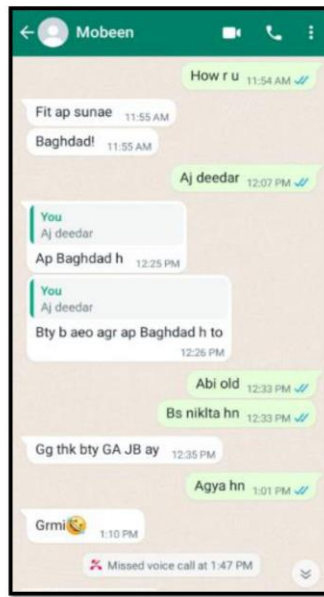 Mobeen
How r u 11:54 AM
Fit ap sunae 11:55 AM
Baghdad! 11:55 AM
Aj deedar 12:07 PM
You
Aj deedar
Ap Baghdad h 12:25 PM
You
Aj deedar
Bty b aeo agr ap Baghdad h to
12:26 PM
Abi old 12:33 PM
Bs niklta hn 12:33 PM
Gg thk bty GA JB ay 12:35 PM
Agya hn 1:01 PM
Grmi🥵 1:10 PM
Missed voice call at 1:47 PM